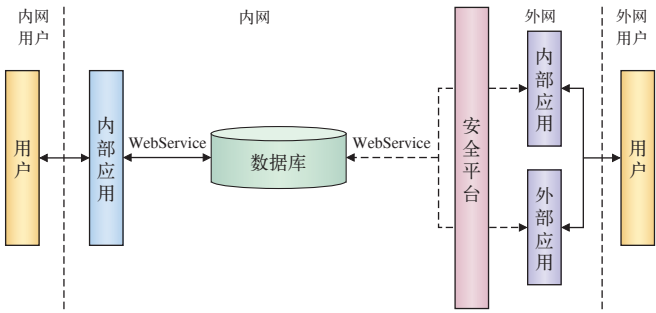 内网
用户
内网
外网
外网
用户
用户
内部应用
WebService
数据库
WebService
安全平台
内部应用
外部应用
用户